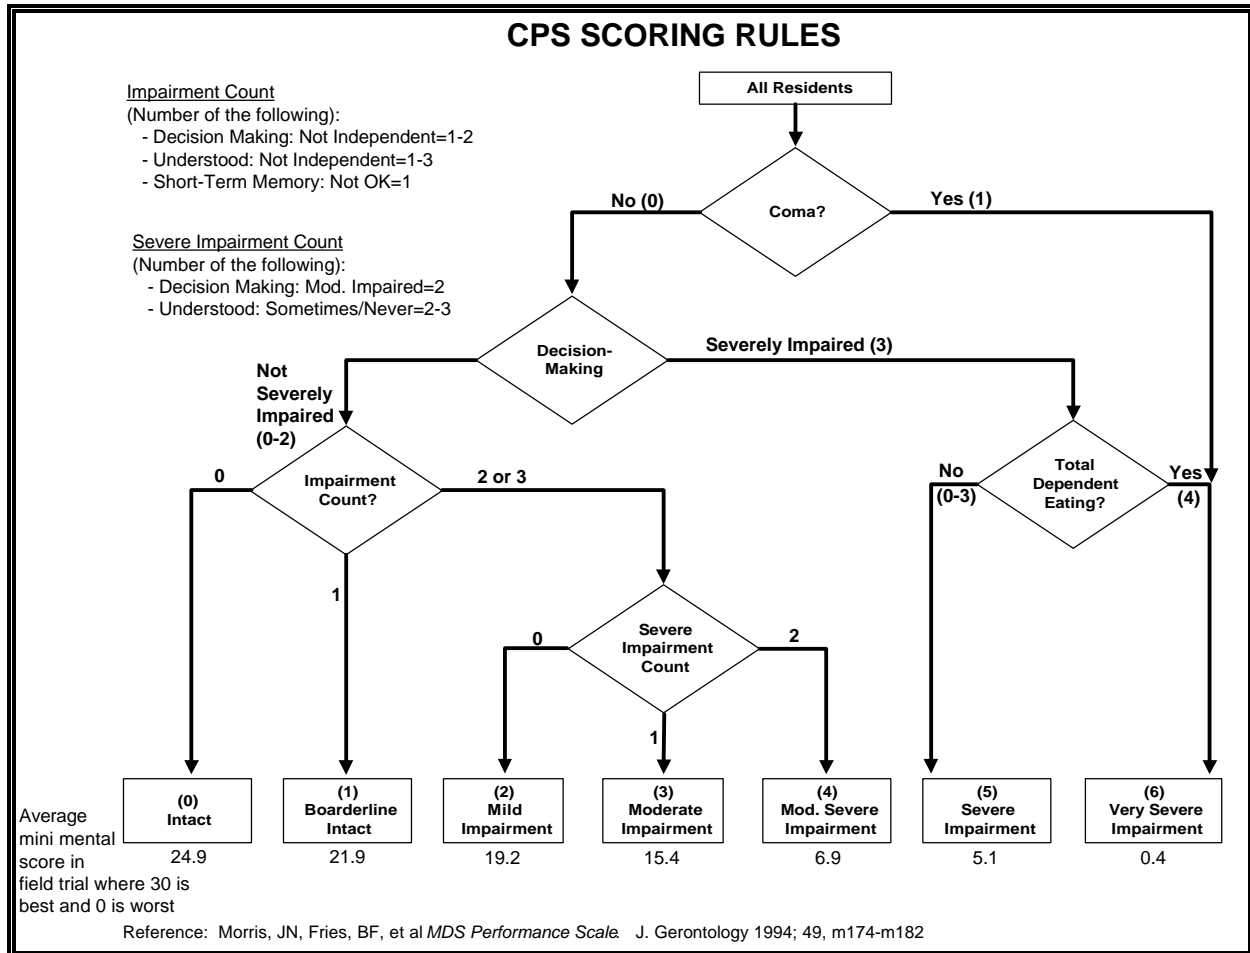 CPS SCORING RULES
Impairment Count
(Number of the following):
- Decision Making: Not Independent=1-2
- Understood: Not Independent=1-3
- Short-Term Memory: Not OK=1
Severe Impairment Count
(Number of the following):
- Decision Making: Mod. Impaired=2
- Understood: Sometimes/Never=2-3
All Residents
No (0)
Coma?
Yes (1)
Decision-
Making
Severely Impaired (3)
Not
Severely
Impaired
(0-2)
0
Impairment
Count?
2 or 3
No
(0-3)
Total
Dependent
Eating?
Yes
(4)
1
0
Severe
Impairment
Count
2
1
(0)
Intact
(1)
Boarderline
Intact
(2)
Mild
Impairment
(3)
Moderate
Impairment
(4)
Mod. Severe
Impairment
(5)
Severe
Impairment
(6)
Very Severe
Impairment
Average
mini mental
score in
field trial where 30 is
best and 0 is worst
24.9
21.9
19.2
15.4
6.9
5.1
0.4
Reference: Morris, JN, Fries, BF, et al MDS Performance Scale. J. Gerontology 1994; 49, m174-m182